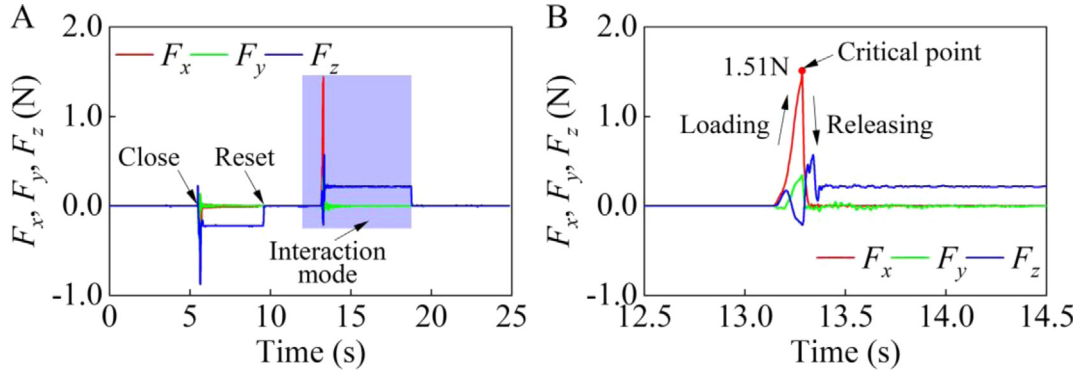 A
2.0
1.0
0.0
-1.0
Fx, Fy, Fz (N)
Fx Fy Fz
Close
Reset
Interaction
mode
0 5 10 15 20 25
Time (s)
B
2.0
1.0
0.0
-1.0
Fx, Fy, Fz (N)
1.51N
Critical point
Loading
Releasing
Fx Fy Fz
12.5 13.0 13.5 14.0 14.5
Time (s)